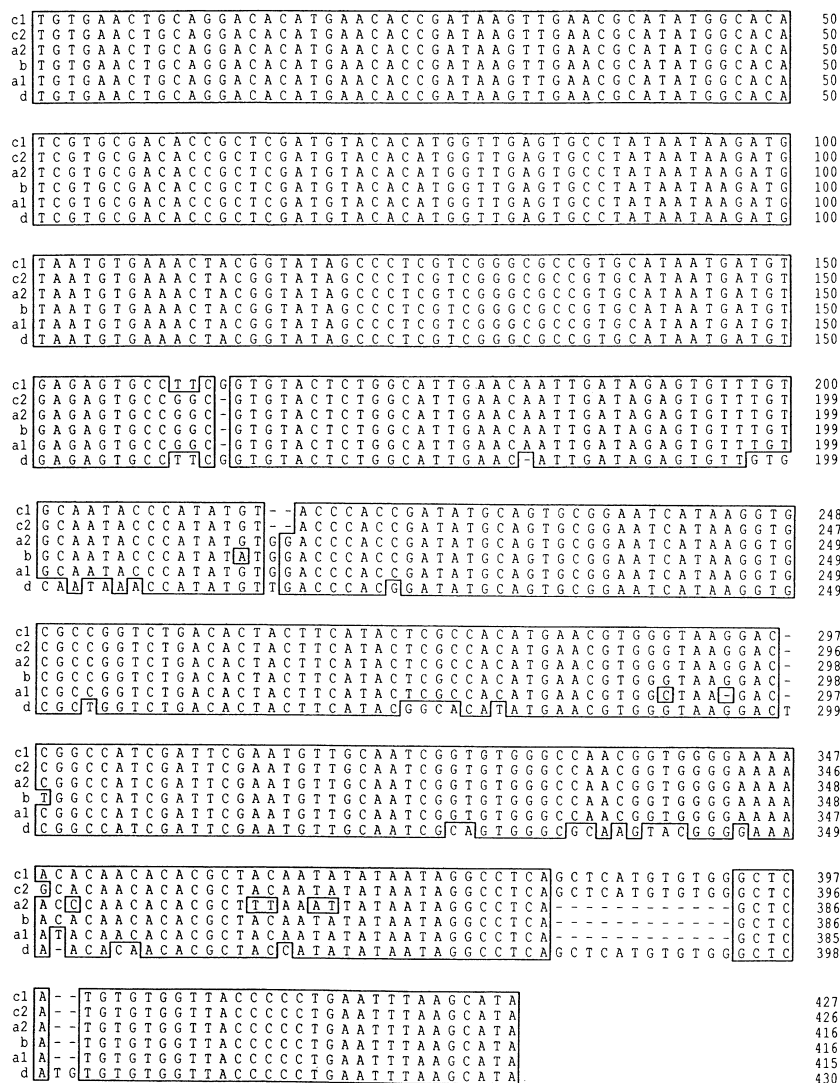 c1 TGTGAACTGCAGGACACATGAACACCGATAAGTTGAACGCATATGGCACA 50
c2 TGTGAACTGCAGGACACATGAACACCGATAAGTTGAACGCATATGGCACA 50
a2 TGTGAACTGCAGGACACATGAACACCGATAAGTTGAACGCATATGGCACA 50
b TGTGAACTGCAGGACACATGAACACCGATAAGTTGAACGCATATGGCACA 50
a1 TGTGAACTGCAGGACACATGAACACCGATAAGTTGAACGCATATGGCACA 50
d TGTGAACTGCAGGACACATGAACACCGATAAGTTGAACGCATATGGCACA 50
c1 TCGTGCGACACCGCTCGATGTACACATGGTTGAGTGCCTATAATAAGATG 100
c2 TCGTGCGACACCGCTCGATGTACACATGGTTGAGTGCCTATAATAAGATG 100
a2 TCGTGCGACACCGCTCGATGTACACATGGTTGAGTGCCTATAATAAGATG 100
b TCGTGCGACACCGCTCGATGTACACATGGTTGAGTGCCTATAATAAGATG 100
a1 TCGTGCGACACCGCTCGATGTACACATGGTTGAGTGCCTATAATAAGATG 100
d TCGTGCGACACCGCTCGATGTACACATGGTTGAGTGCCTATAATAAGATG 100
c1 TAATGTGAAACTACGGTATAGCCCTCGTCGGGCGCCGTGCATAATGATGT 150
c2 TAATGTGAAACTACGGTATAGCCCTCGTCGGGCGCCGTGCATAATGATGT 150
a2 TAATGTGAAACTACGGTATAGCCCTCGTCGGGCGCCGTGCATAATGATGT 150
b TAATGTGAAACTACGGTATAGCCCTCGTCGGGCGCCGTGCATAATGATGT 150
a1 TAATGTGAAACTACGGTATAGCCCTCGTCGGGCGCCGTGCATAATGATGT 150
d TAATGTGAAACTACGGTATAGCCCTCGTCGGGCGCCGTGCATAATGATGT 150
c1 GAGAGTGCCTTCGGTGTACTCTGGCATTGAACAATTGATAGAGTGTTTGT 200
c2 GAGAGTGCCGGC-GTGTACTCTGGCATTGAACAATTGATAGAGTGTTTGT 199
a2 GAGAGTGCCGGC-GTGTACTCTGGCATTGAACAATTGATAGAGTGTTTGT 199
b GAGAGTGCCGGC-GTGTACTCTGGCATTGAACAATTGATAGAGTGTTTGT 199
a1 GAGAGTGCCGGC-GTGTACTCTGGCATTGAACAATTGATAGAGTGTTTGT 199
d GAGAGTGCCTTCGGTGTACTCTGGCATTGAAC-ATTGATAGAGTGTTGTG 199
c1 GCAATACCCATATGT--ACCCACCGATATGCAGTGCGGAATCATAAGGTG 248
c2 GCAATACCCATATGT--ACCCACCGATATGCAGTGCGGAATCATAAGGTG 247
a2 GCAATACCCATATGTGGACCCACCGATATGCAGTGCGGAATCATAAGGTG 249
b GCAATACCCATATATGGACCCACCGATATGCAGTGCGGAATCATAAGGTG 249
a1 GCAATACCCATATGTGGACCCACCGATATGCAGTGCGGAATCATAAGGTG 249
d CAATAAACCATATGTTGACCCACGGATATGCAGTGCGGAATCATAAGGTG 249
c1 CGCCGGTCTGACACTACTTCATACTCGCCACATGAACGTGGGTAAGGAC- 297
c2 CGCCGGTCTGACACTACTTCATACTCGCCACATGAACGTGGGTAAGGAC- 296
a2 CGCCGGTCTGACACTACTTCATACTCGCCACATGAACGTGGGTAAGGAC- 298
b CGCCGGTCTGACACTACTTCATACTCGCCACATGAACGTGGGTAAGGAC- 298
a1 CGCCGGTCTGACACTACTTCATACTCGCCACATGAACGTGGCTAA-GAC- 297
d CGCTGGTCTGACACTACTTCATACGGCACATATGAACGTGGGTAAGGACT 299
c1 CGGCCATCGATTCGAATGTTGCAATCGGTGTGGGCCAACGGTGGGGAAAA 347
c2 CGGCCATCGATTCGAATGTTGCAATCGGTGTGGGCCAACGGTGGGGAAAA 346
a2 CGGCCATCGATTCGAATGTTGCAATCGGTGTGGGCCAACGGTGGGGAAAA 348
b TGGCCATCGATTCGAATGTTGCAATCGGTGTGGGCCAACGGTGGGGAAAA 348
a1 CGGCCATCGATTCGAATGTTGCAATCGGTGTGGGCCAACGGTGGGGAAAA 347
d CGGCCATCGATTCGAATGTTGCAATCGCAGTGGGCGCAAGTACGGGGAAA 349
c1 ACACAACACACGCTACAATATATAATAGGCCTCAGCTCATGTGTGGGCTC 397
c2 GCACAACACACGCTACAATATATAATAGGCCTCAGCTCATGTGTGGGCTC 396
a2 ACCCAACACACGCTTTAAATTATAATAGGCCTCA------------GCTC 386
b ACACAACACACGCTACAATATATAATAGGCCTCA------------GCTC 386
a1 ATACAACACACGCTACAATATATAATAGGCCTCA------------GCTC 385
d A-ACACAACACGCTACCATATATAATAGGCCTCAGCTCATGTGTGGGCTC 398
c1 A--TGTGTGGTTACCCCCTGAATTTAAGCATA 427
c2 A--TGTGTGGTTACCCCCTGAATTTAAGCATA 426
a2 A--TGTGTGGTTACCCCCTGAATTTAAGCATA 416
b A--TGTGTGGTTACCCCCTGAATTTAAGCATA 416
a1 A--TGTGTGGTTACCCCCTGAATTTAAGCATA 415
d ATGTGTGTGGTTACCCCCTGAATTTAAGCATA 430